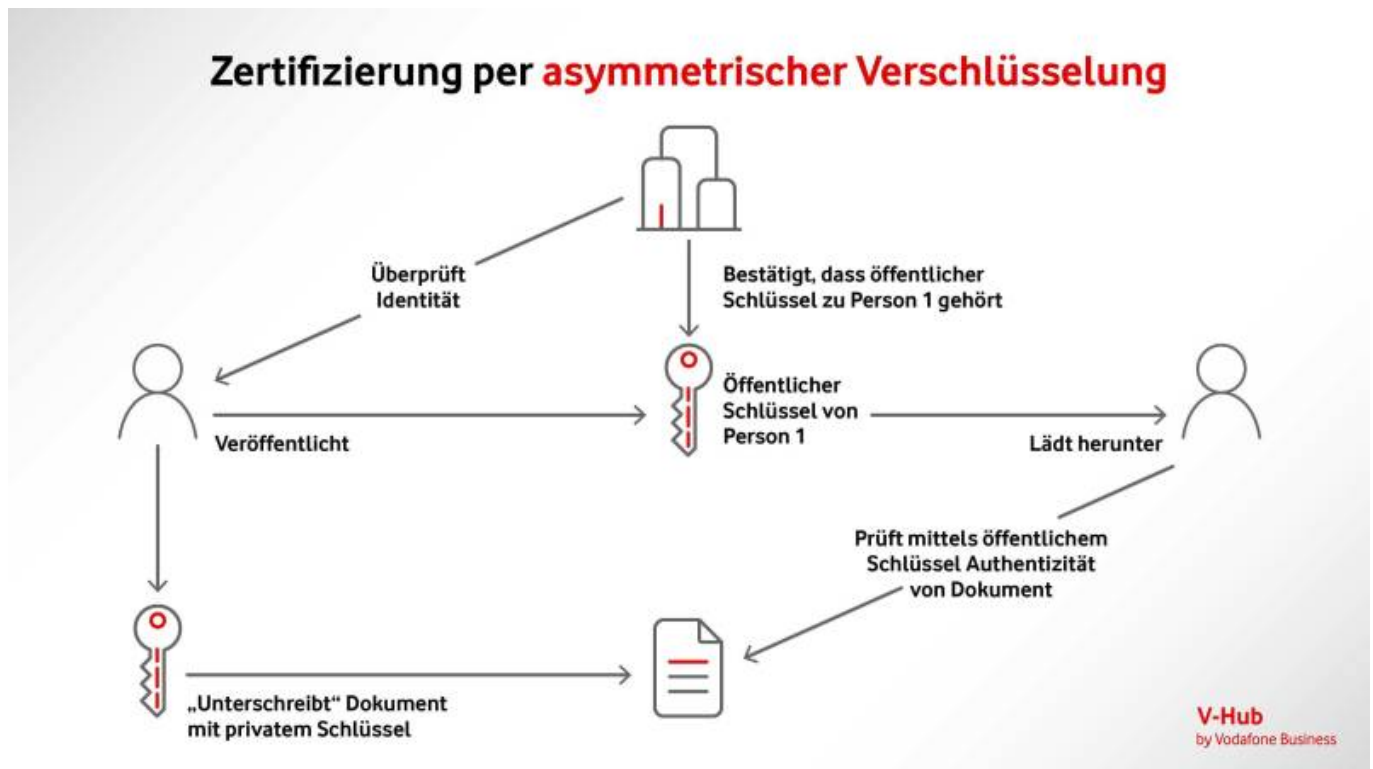 Zertifizierung per asymmetrischer Verschlüsselung
Überprüft
Identität
Bestätigt, dass öffentlicher
Schlüssel zu Person 1 gehört
Öffentlicher
Schlüssel von
Person 1
Veröffentlicht
Lädt herunter
Prüft mittels öffentlichem
Schlüssel Authentizität
von Dokument
„Unterschreibt“ Dokument
mit privatem Schlüssel
V-Hub
by Vodafone Business